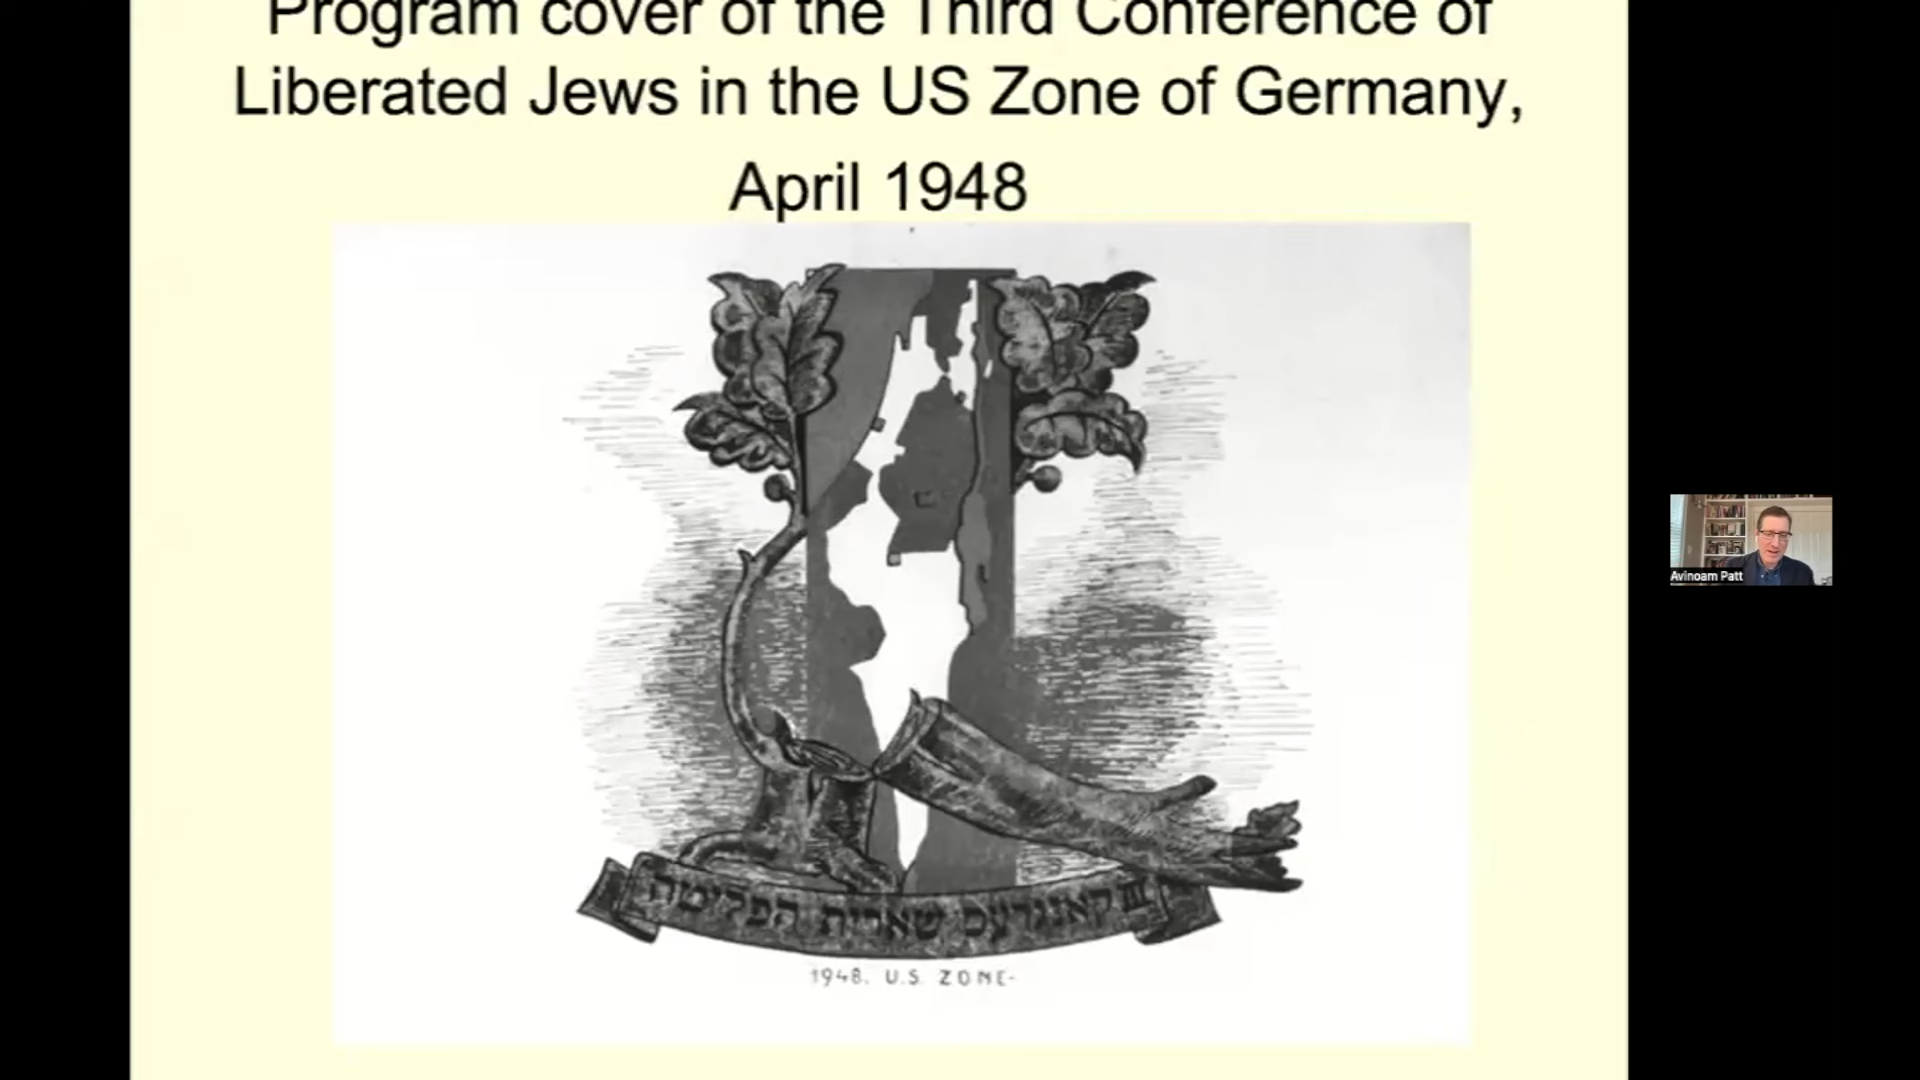 Program cover of the Third Conference of
Liberated Jews in the US Zone of Germany,
April 1948
III קאנגרעס שארית הפליטה
1948. U.S. ZONE-
Avinoam Patt